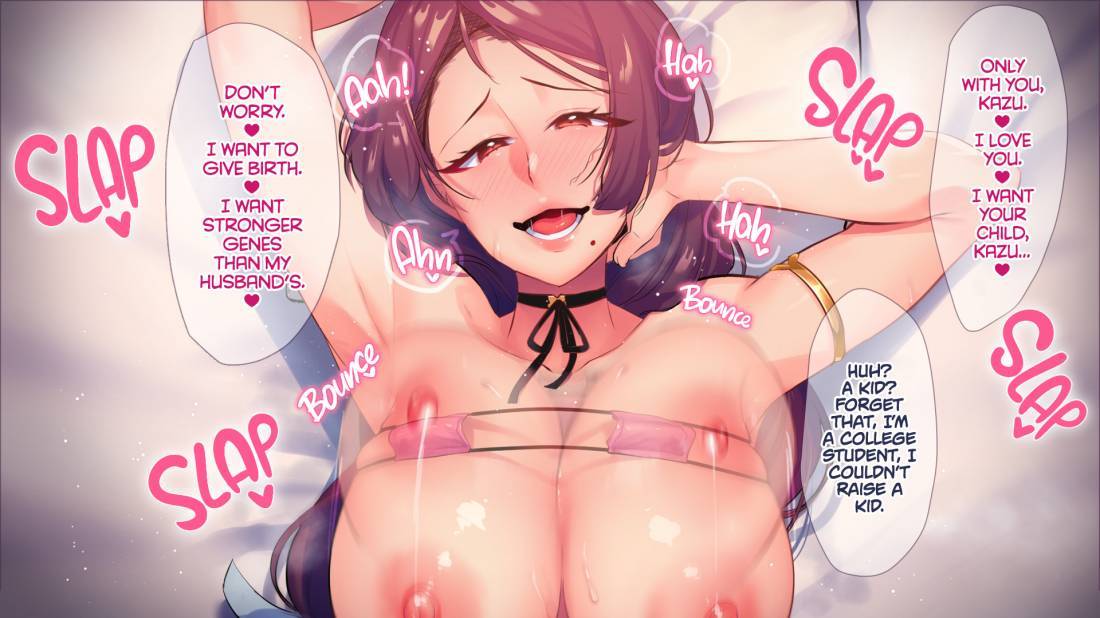 ONLY
WITH YOU,
KAZU.
♥
I LOVE
YOU.
♥
I WANT
YOUR
CHILD,
KAZU...
♥
HUH?
A KID?
FORGET
THAT, I'M
A COLLEGE
STUDENT, I
COULDN'T
RAISE A
KID.
DON'T
WORRY.
♥
I WANT TO
GIVE BIRTH.
♥
I WANT
STRONGER
GENES
THAN MY
HUSBAND'S.
♥
Aah!
Hah
Ahn
Hah
SLAP
SLAP
SLAP
SLAP
Bounce
Bounce